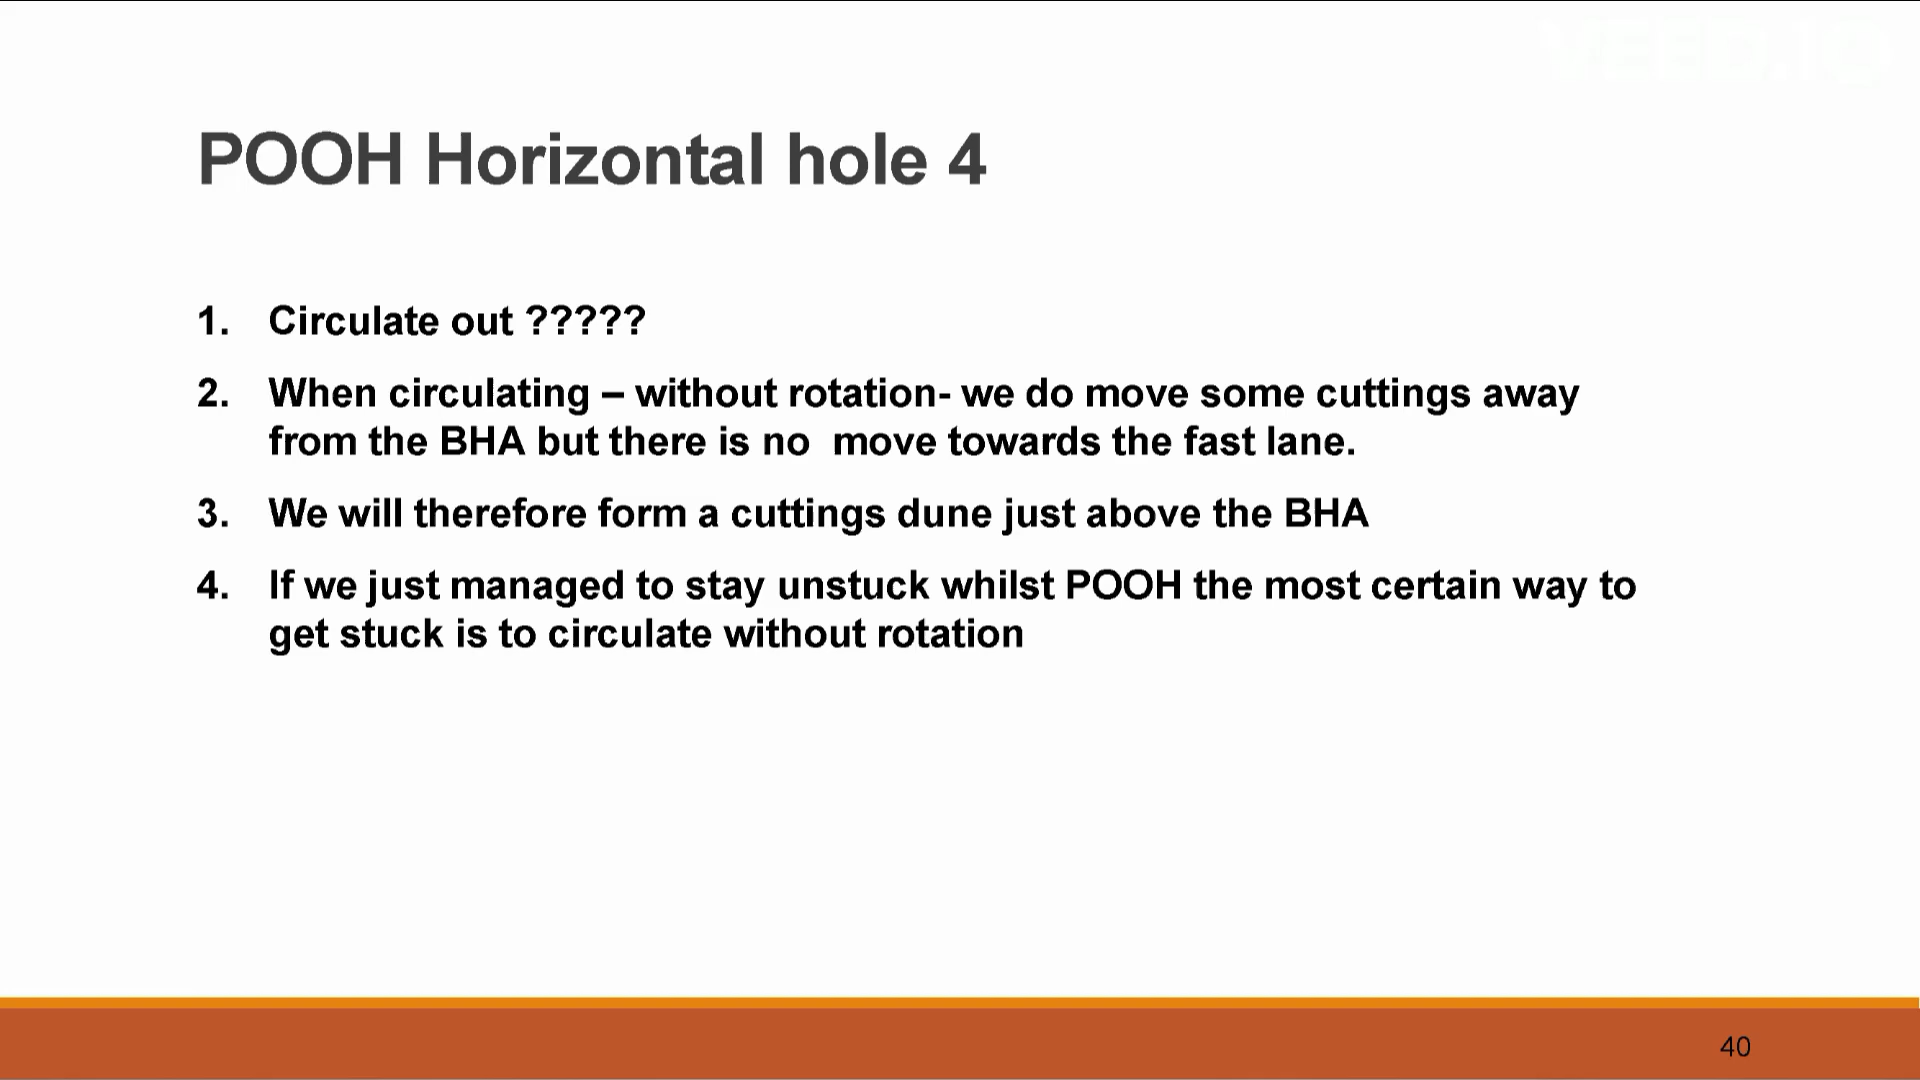 POOH Horizontal hole 4
1. Circulate out ?????
2. When circulating – without rotation- we do move some cuttings away
from the BHA but there is no  move towards the fast lane.
3. We will therefore form a cuttings dune just above the BHA
4. If we just managed to stay unstuck whilst POOH the most certain way to
get stuck is to circulate without rotation
40